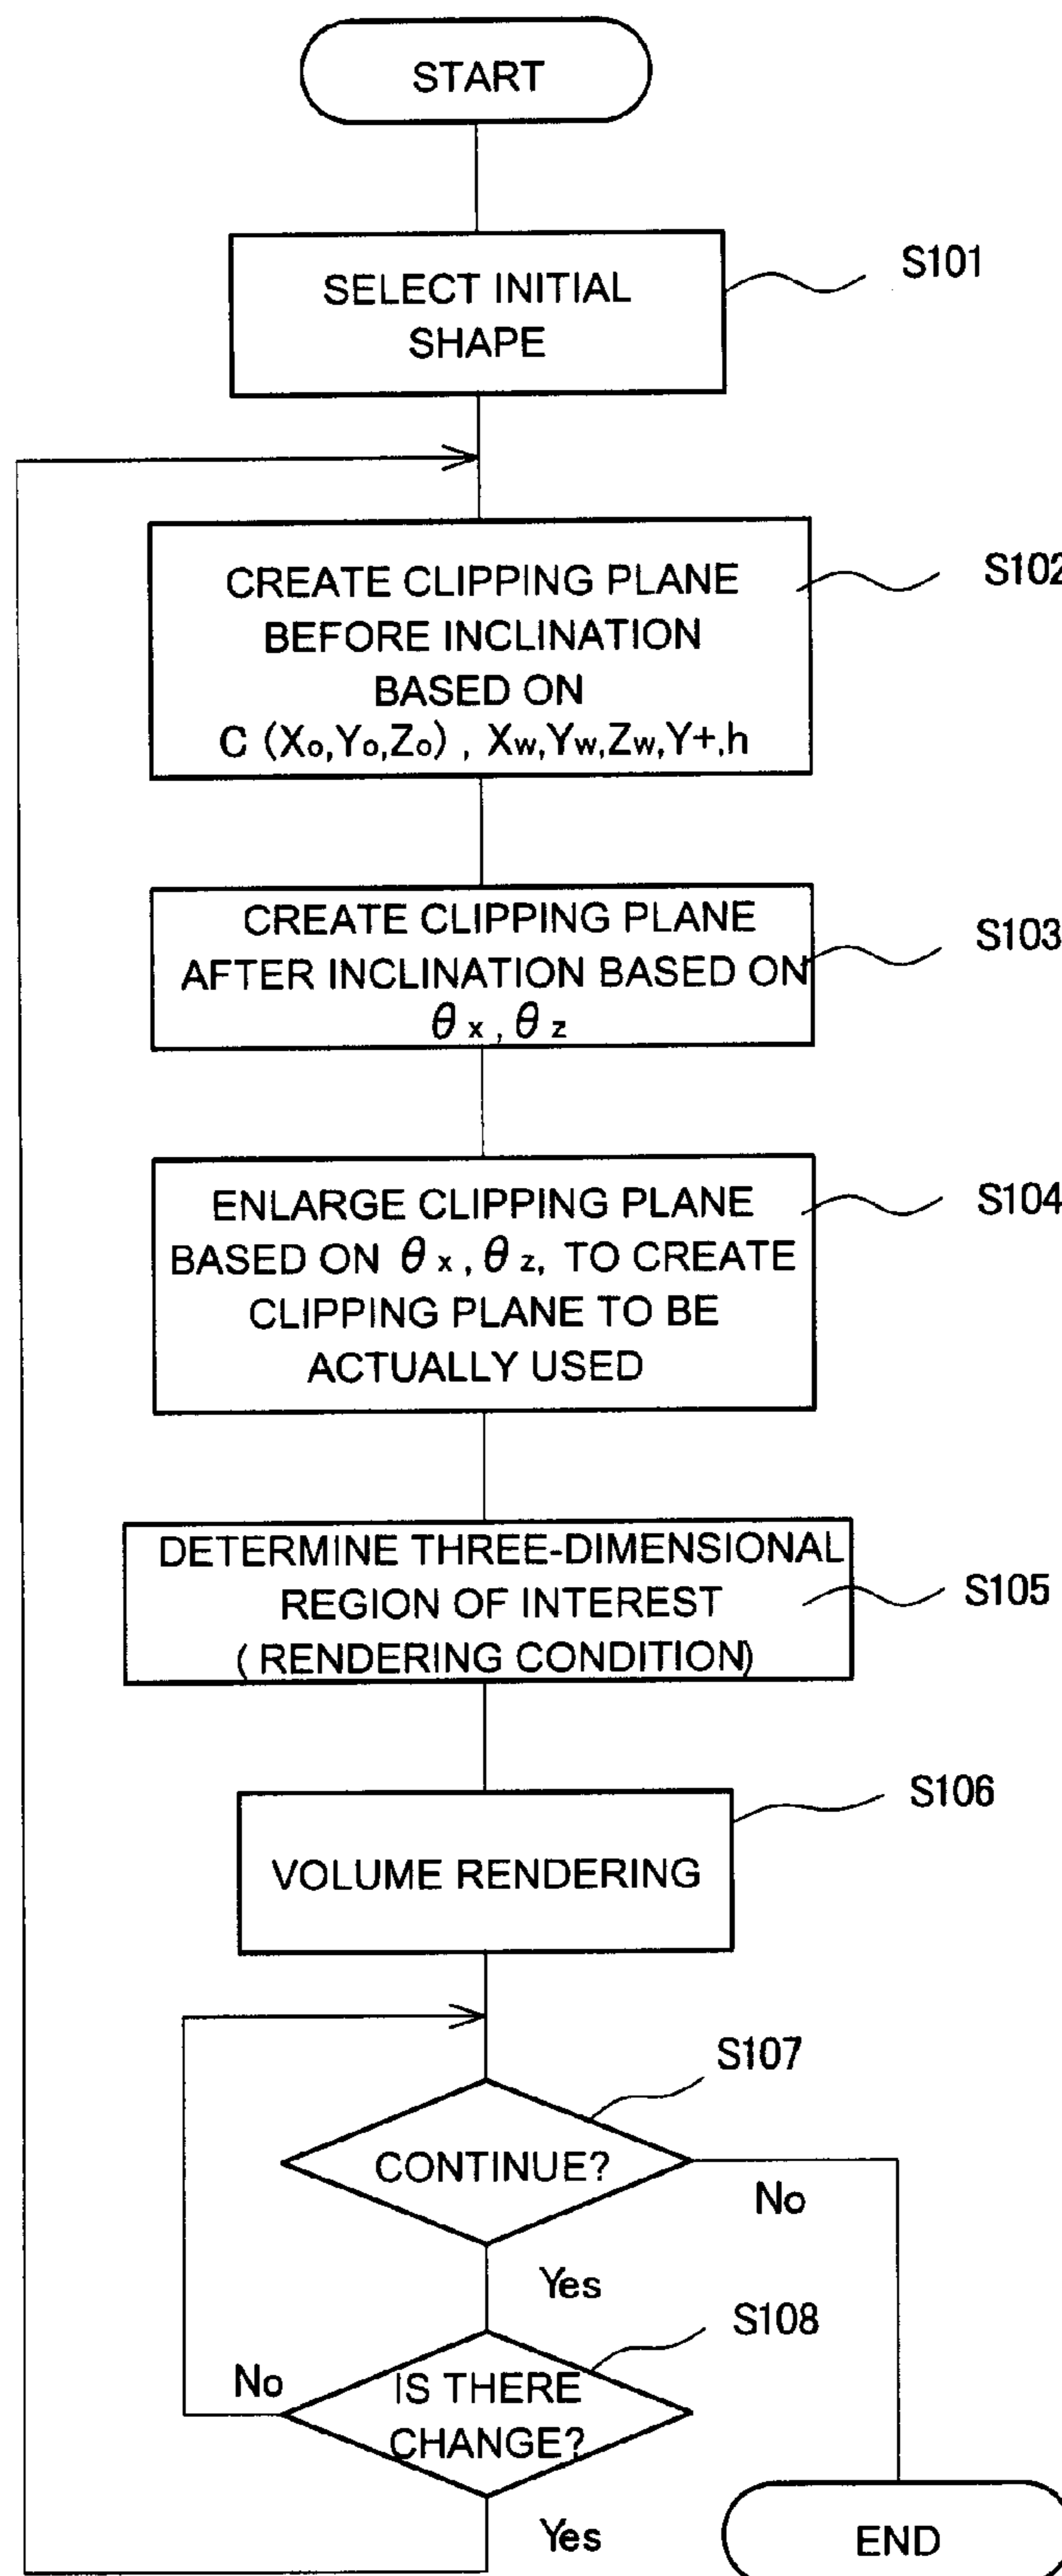 START
SELECT INITIAL
SHAPE
S101
CREATE CLIPPING PLANE
BEFORE INCLINATION
BASED ON
C (Xo,Yo,Zo) , Xw,Yw,Zw,Y+,h
S102
CREATE CLIPPING PLANE
AFTER INCLINATION BASED ON
θx , θz
S103
ENLARGE CLIPPING PLANE
BASED ON θx , θz, TO CREATE
CLIPPING PLANE TO BE
ACTUALLY USED
S104
DETERMINE THREE-DIMENSIONAL
REGION OF INTEREST
( RENDERING CONDITION)
S105
VOLUME RENDERING
S106
CONTINUE?
S107
No
Yes
IS THERE
CHANGE?
S108
No
Yes
END